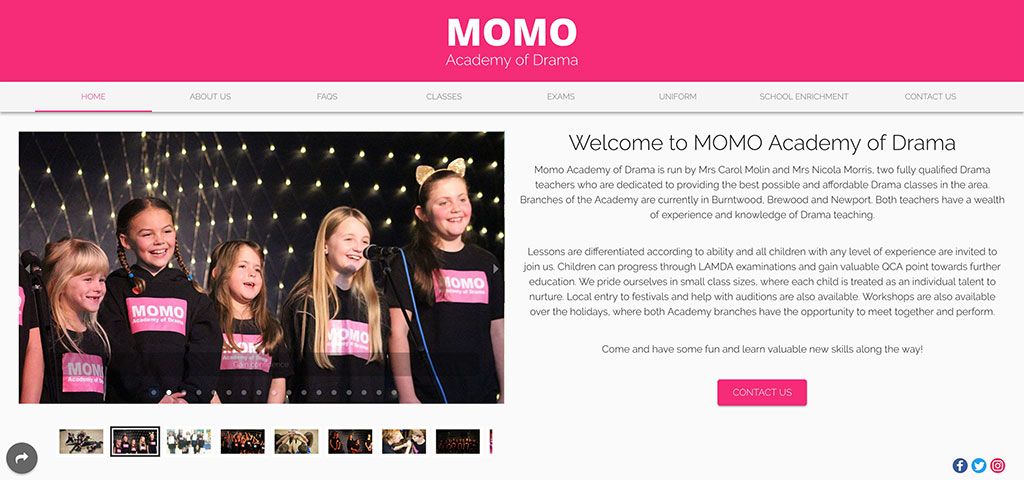 MOMO
Academy of Drama
HOME ABOUT US FAQS CLASSES EXAMS UNIFORM SCHOOL ENRICHMENT CONTACT US
Welcome to MOMO Academy of Drama
Momo Academy of Drama is run by Mrs Carol Molin and Mrs Nicola Morris, two fully qualified Drama
teachers who are dedicated to providing the best possible and affordable Drama classes in the area.
Branches of the Academy are currently in Burntwood, Brewood and Newport. Both teachers have a wealth
of experience and knowledge of Drama teaching.
Lessons are differentiated according to ability and all children with any level of experience are invited to
join us. Children can progress through LAMDA examinations and gain valuable QCA point towards further
education. We pride ourselves in small class sizes, where each child is treated as an individual talent to
nurture. Local entry to festivals and help with auditions are also available. Workshops are also available
over the holidays, where both Academy branches have the opportunity to meet together and perform.
Come and have some fun and learn valuable new skills along the way!
CONTACT US
MOMO
Academy of Drama
MOMO
Academy of Drama
MOMO
Academy of Drama
MOMO
Academy of Drama
MOMO
Academy of Drama
Gain confidence